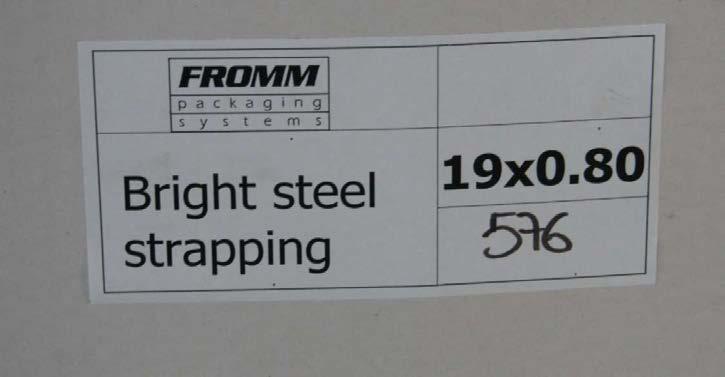 FROMM
packaging
systems
Bright steel
strapping
19x0.80
576